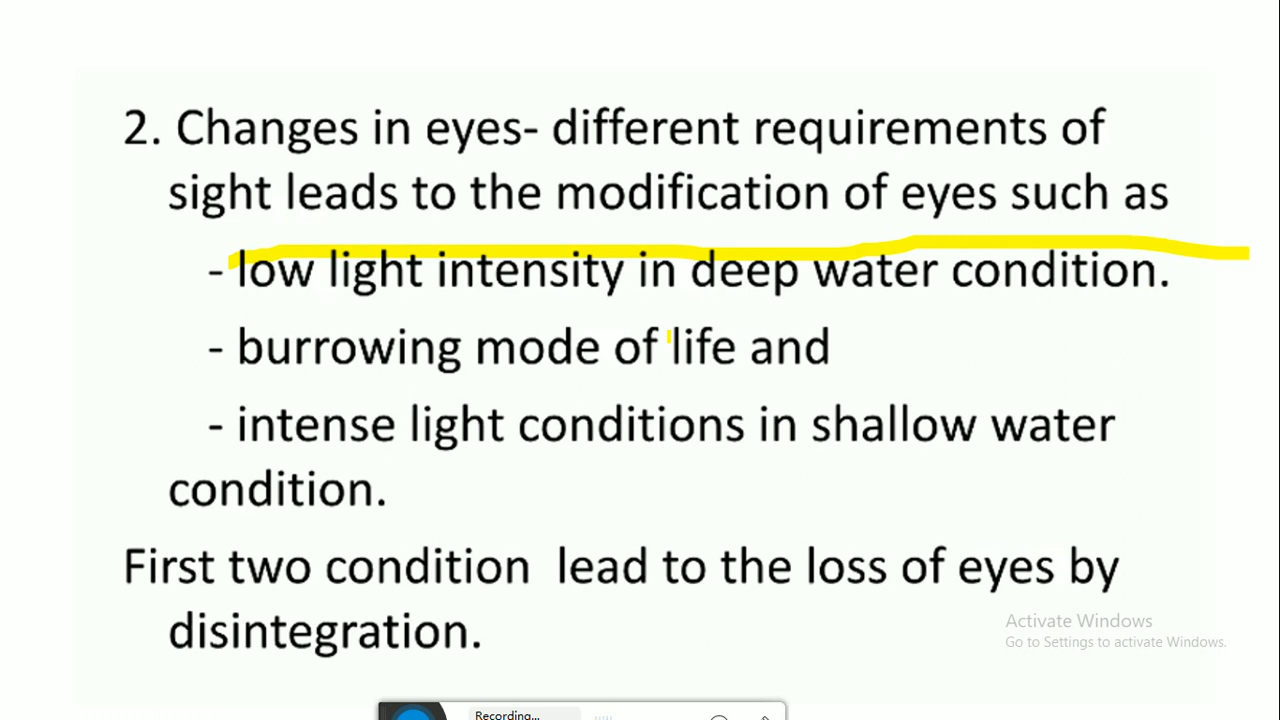 2. Changes in eyes- different requirements of
sight leads to the modification of eyes such as
- low light intensity in deep water condition.
- burrowing mode of life and
- intense light conditions in shallow water
condition.
First two condition lead to the loss of eyes by
disintegration.
Activate Windows
Go to Settings to activate Windows.
Recording...